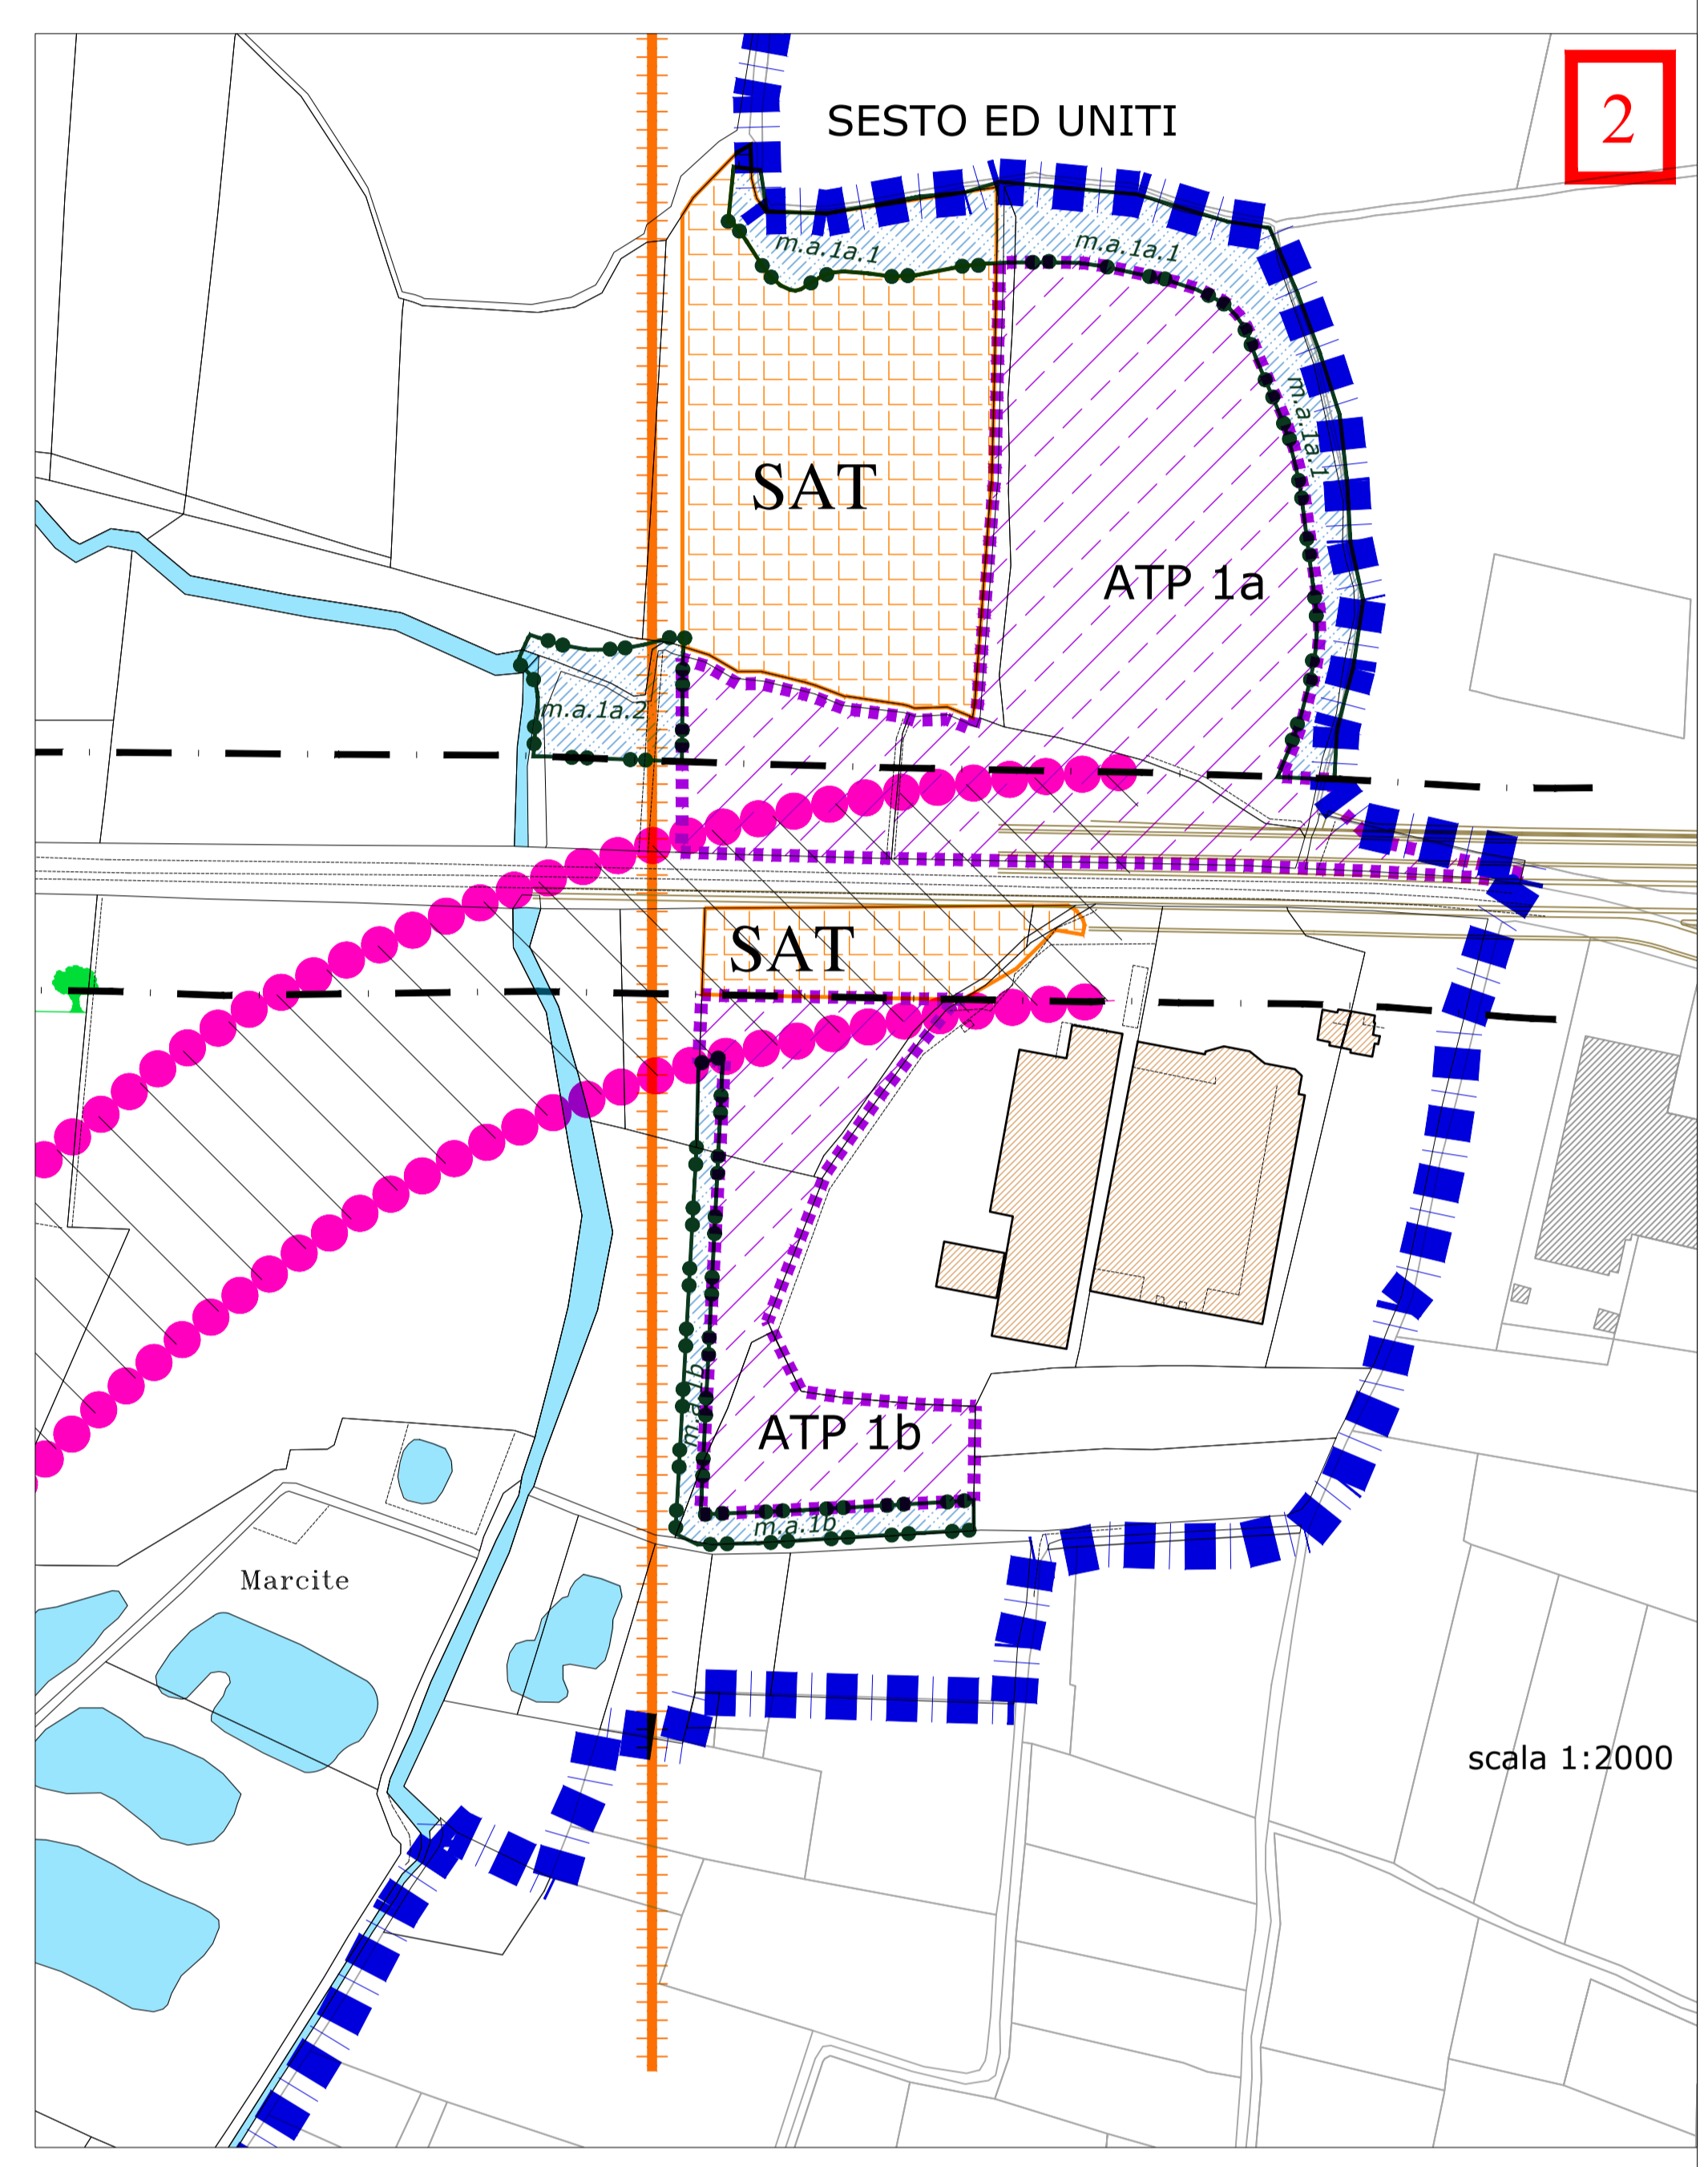 2
SESTO ED UNITI
m.a.1a.1
m.a.1a.1
m.a.1a.1
SAT
ATP 1a
m.a.1a.2
SAT
m.a.1b
ATP 1b
m.a.1b
Marcite
scala 1:2000